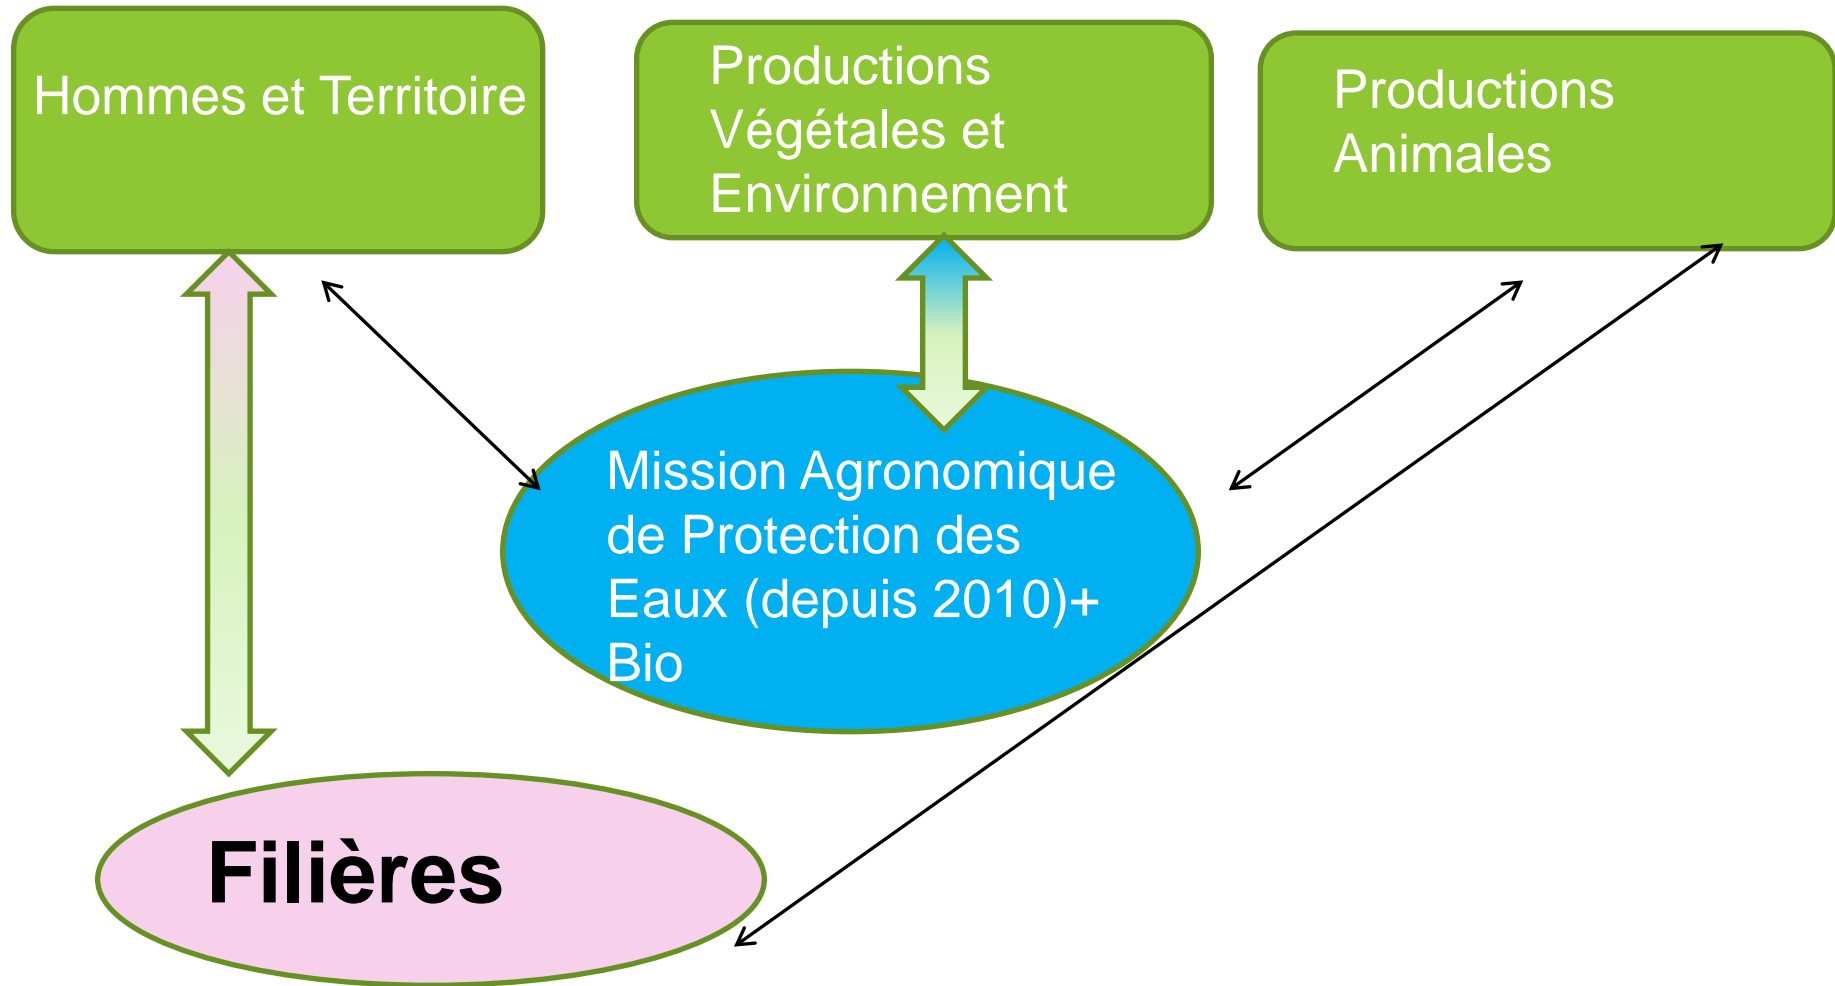 Hommes et Territoire
Productions
Végétales et
Environnement
Productions
Animales
Mission Agronomique
de Protection des
Eaux (depuis 2010)+
Bio
Filières